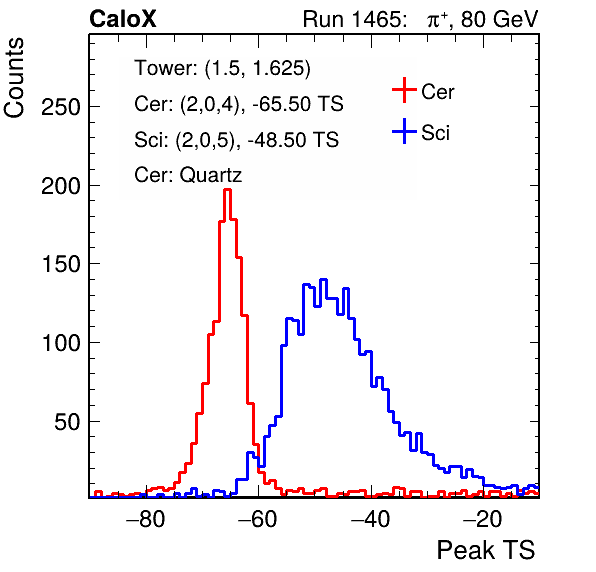 CaloX Run 1465: π⁺, 80 GeV
Counts
Tower: (1.5, 1.625)
Cer: (2,0,4), -65.50 TS
Sci: (2,0,5), -48.50 TS
Cer: Quartz
Cer
Sci
250
200
150
100
50
−80 −60 −40 −20
Peak TS